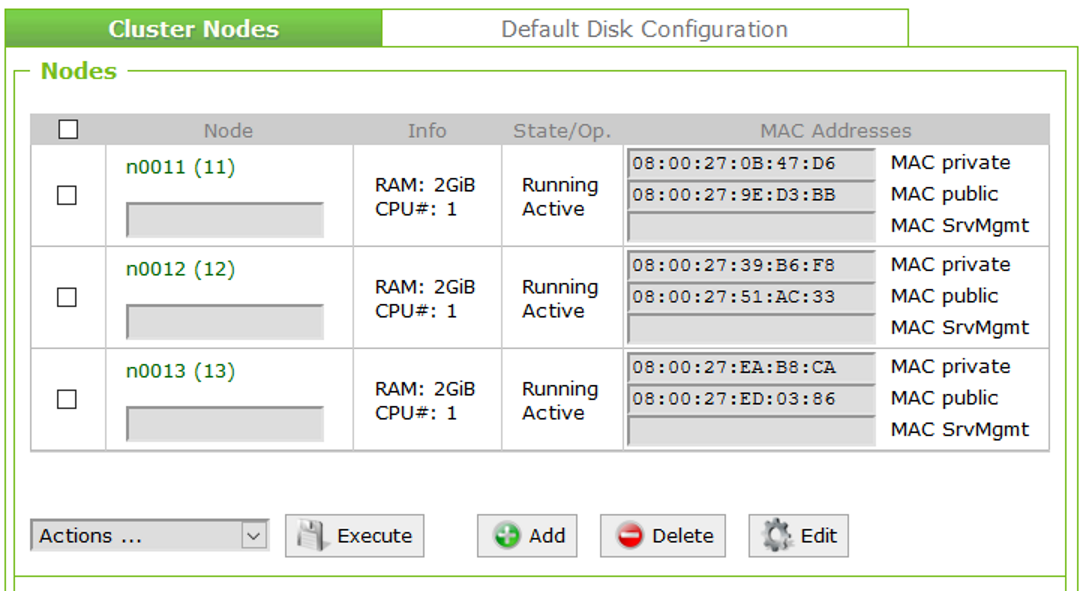 Cluster Nodes Default Disk Configuration
Nodes
Node Info State/Op. MAC Addresses
n0011 (11) RAM: 2GiB CPU#: 1 Running Active 08:00:27:0B:47:D6 MAC private
08:00:27:9E:D3:BB MAC public
MAC SrvMgmt
n0012 (12) RAM: 2GiB CPU#: 1 Running Active 08:00:27:39:B6:F8 MAC private
08:00:27:51:AC:33 MAC public
MAC SrvMgmt
n0013 (13) RAM: 2GiB CPU#: 1 Running Active 08:00:27:EA:B8:CA MAC private
08:00:27:ED:03:86 MAC public
MAC SrvMgmt
Actions ... Execute Add Delete Edit